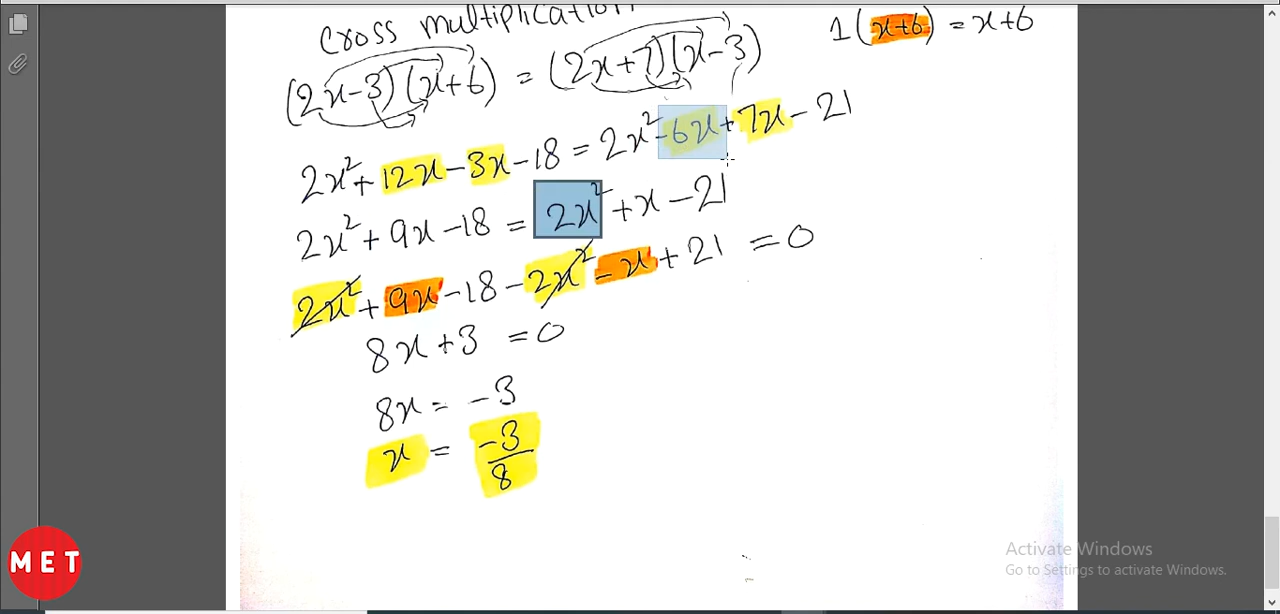 Cross multiplication
1(x+6) = x+6
(2x-3)(x+6) = (2x+7)(x-3)
2x²+12x-3x-18 = 2x²-6x+7x-21
2x²+9x-18 = 2x²+x-21
2x²+9x-18-2x²-x+21 = 0
8x+3 = 0
8x = -3
x = -3/8
MET
Activate Windows
Go to Settings to activate Windows.